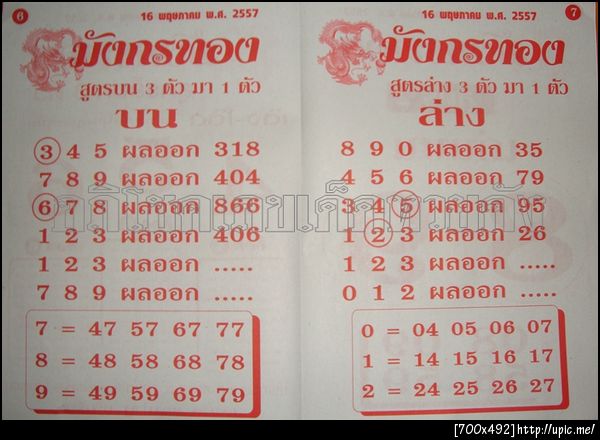 6
16 พฤษภาคม พ.ศ. 2557
มังกรทอง
สูตรบน 3 ตัว มา 1 ตัว
บน
3 4 5 ผลออก 318
7 8 9 ผลออก 404
6 7 8 ผลออก 866
1 2 3 ผลออก 406
1 2 3 ผลออก .....
7 8 9 ผลออก .....
7 = 47 57 67 77
8 = 48 56 68 78
9 = 49 59 69 79
16 พฤษภาคม พ.ศ. 2557
7
มังกรทอง
สูตรล่าง 3 ตัว มา 1 ตัว
ล่าง
8 9 0 ผลออก 35
4 5 6 ผลออก 79
3 4 5 ผลออก 95
1 2 3 ผลออก 26
1 2 3 ผลออก .....
0 1 2 ผลออก .....
0 = 04 05 06 07
1 = 14 15 16 17
2 = 24 25 26 27
[700x492]http://upic.me/